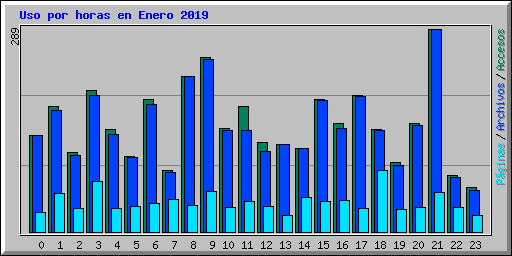 Uso por horas en Enero 2019
289
Páginas/Archivos/Accesos
0 1 2 3 4 5 6 7 8 9 10 11 12 13 14 15 16 17 18 19 20 21 22 23